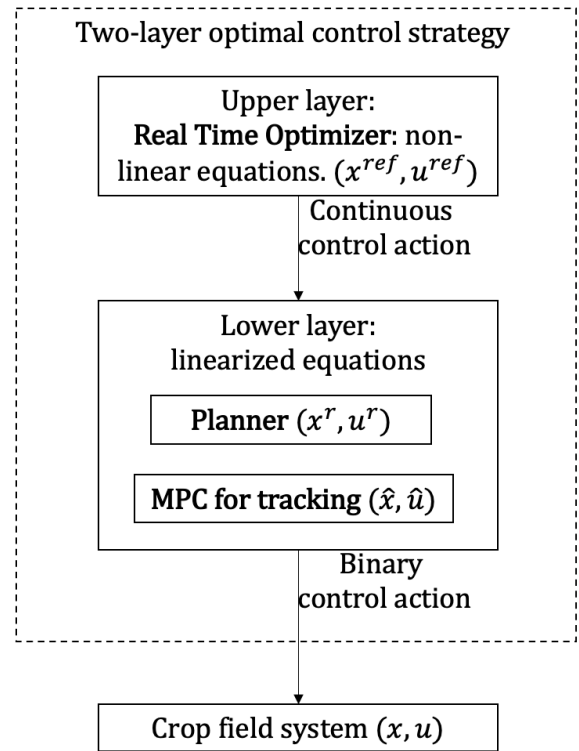 Two-layer optimal control strategy
Upper layer:
Real Time Optimizer: non-
linear equations. (x^{ref}, u^{ref})
Continuous
control action
Lower layer:
linearized equations
Planner (x^r, u^r)
MPC for tracking (x̂, û)
Binary
control action
Crop field system (x, u)